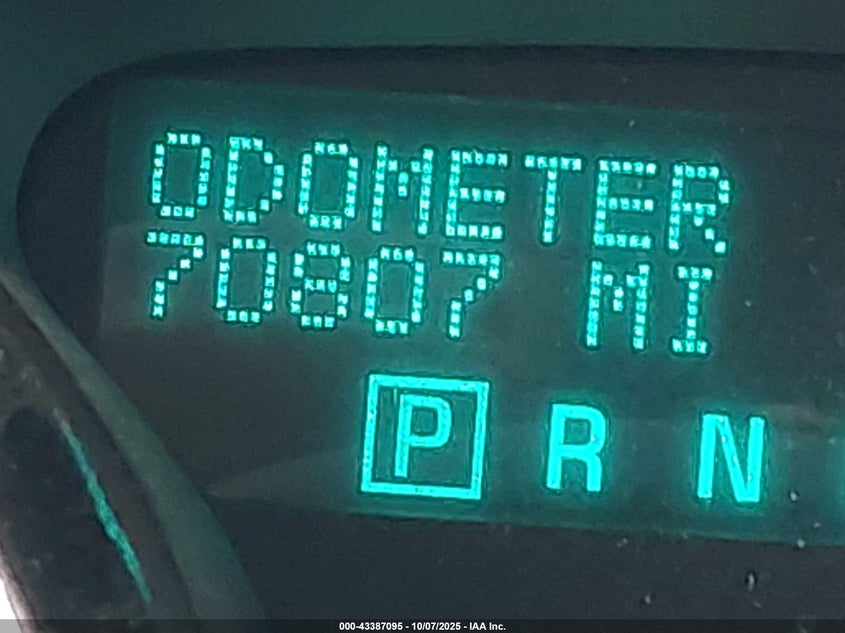 ODOMETER
70807 MI
P R N
000-43387095 - 10/07/2025 - IAA Inc.